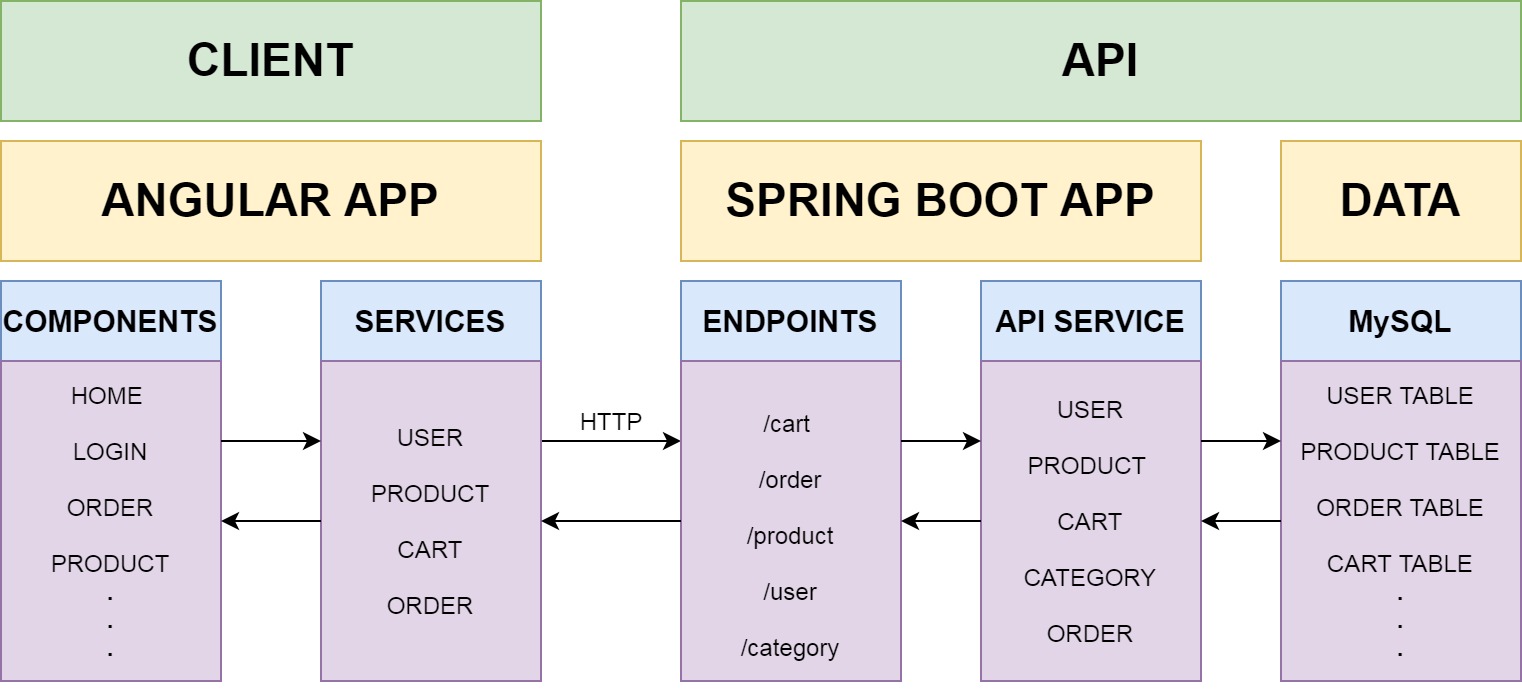 CLIENT
API
ANGULAR APP
SPRING BOOT APP
DATA
COMPONENTS
HOME
LOGIN
ORDER
PRODUCT
.
.
.
SERVICES
USER
PRODUCT
CART
ORDER
HTTP
ENDPOINTS
/cart
/order
/product
/user
/category
API SERVICE
USER
PRODUCT
CART
CATEGORY
ORDER
MySQL
USER TABLE
PRODUCT TABLE
ORDER TABLE
CART TABLE
.
.
.